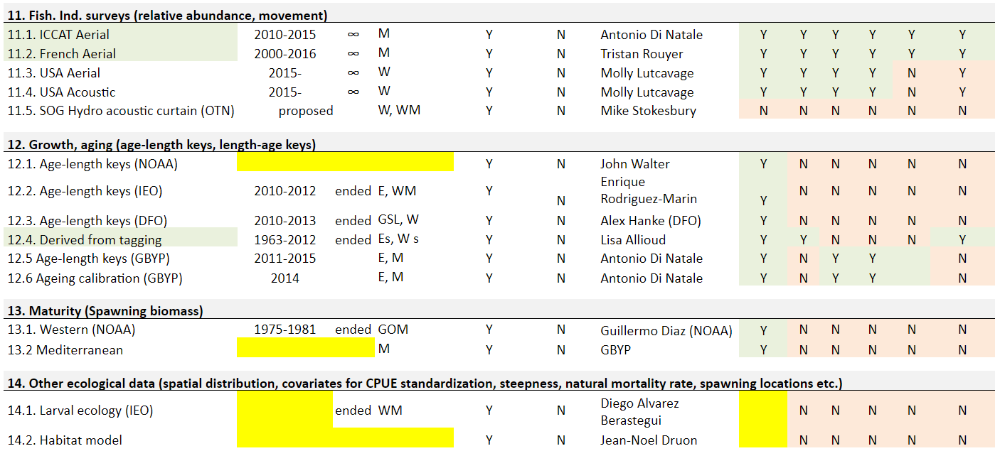 11. Fish. Ind. surveys (relative abundance, movement)
11.1. ICCAT Aerial 2010-2015 ∞ M Y N Antonio Di Natale Y Y Y Y Y Y
11.2. French Aerial 2000-2016 ∞ M Y N Tristan Rouyer Y Y Y Y Y Y
11.3. USA Aerial 2015- ∞ W Y N Molly Lutcavage Y Y Y Y N Y
11.4. USA Acoustic 2015- ∞ W Y N Molly Lutcavage Y Y Y Y N Y
11.5. SOG Hydro acoustic curtain (OTN) proposed W, WM Y N Mike Stokesbury N N N N N N
12. Growth, aging (age-length keys, length-age keys)
12.1. Age-length keys (NOAA) Y N John Walter Y N N N N N
12.2. Age-length keys (IEO) 2010-2012 ended E, WM Y N Enrique
Rodriguez-Marin Y N N N N N
12.3. Age-length keys (DFO) 2010-2013 ended GSL, W Y N Alex Hanke (DFO) Y N N N N N
12.4. Derived from tagging 1963-2012 ended Es, W s Y N Lisa Allioud Y Y N N N Y
12.5 Age-length keys (GBYP) 2011-2015 E, M Y N Antonio Di Natale Y N Y Y N
12.6 Ageing calibration (GBYP) 2014 E, M Y N Antonio Di Natale Y N Y Y N
13. Maturity (Spawning biomass)
13.1. Western (NOAA) 1975-1981 ended GOM Y N Guillermo Diaz (NOAA) Y N N N N N
13.2 Mediterranean M Y N GBYP Y N N N N N
14. Other ecological data (spatial distribution, covariates for CPUE standardization, steepness, natural mortality rate, spawning locations etc.)
14.1. Larval ecology (IEO) ended WM Y N Diego Alvarez
Berastegui N N N N N
14.2. Habitat model Y N Jean-Noel Druon N N N N N